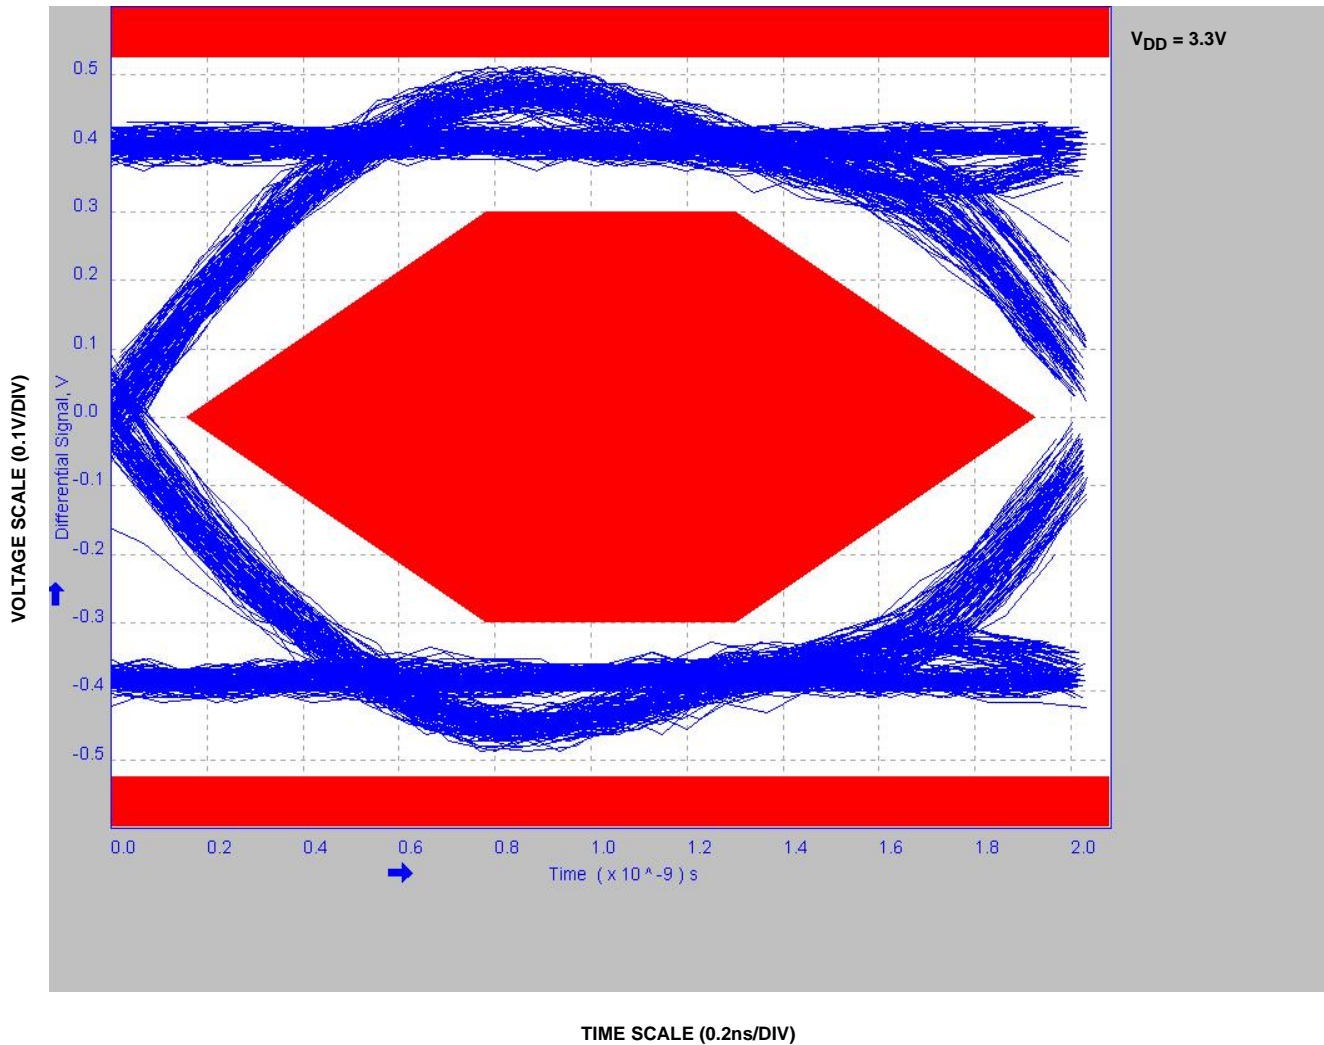 V_DD = 3.3V
0.5
0.4
0.3
0.2
0.1
0.0
-0.1
-0.2
-0.3
-0.4
-0.5
Differential Signal, V
VOLTAGE SCALE (0.1V/DIV)
0.0 0.2 0.4 0.6 0.8 1.0 1.2 1.4 1.6 1.8 2.0
Time ( x 10 ^ -9 ) s
TIME SCALE (0.2ns/DIV)